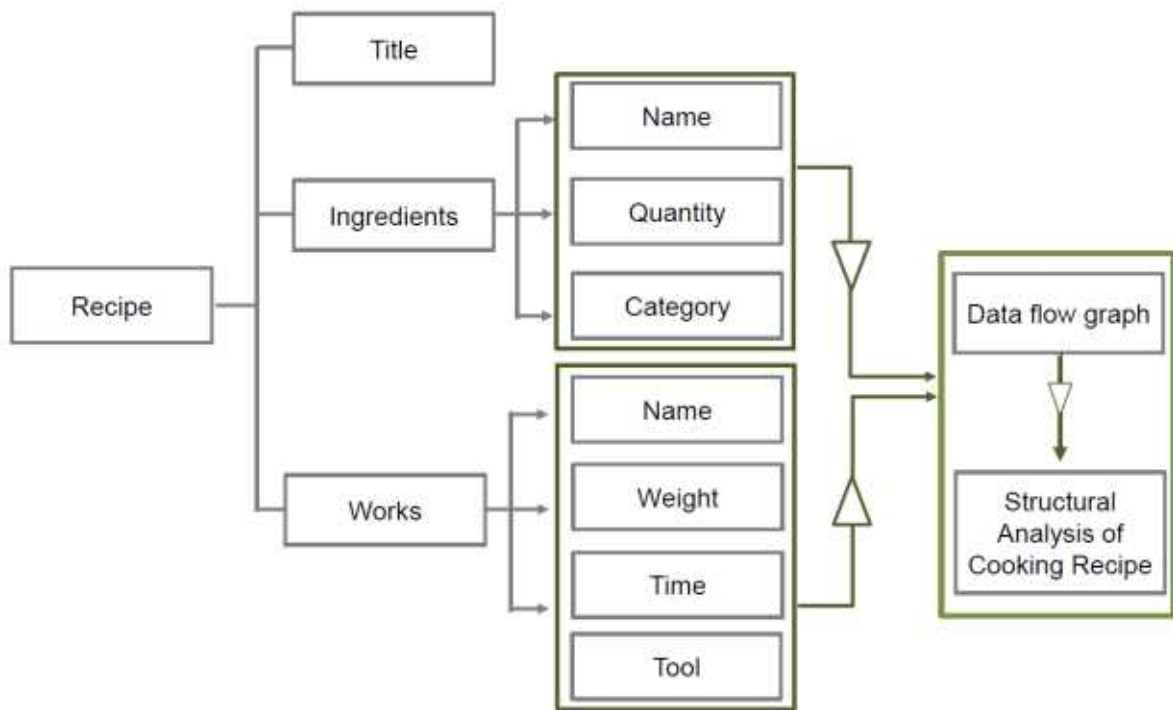 Title
Name
Ingredients
Quantity
Category
Recipe
Data flow graph
Name
Works
Weight
Time
Tool
Structural
Analysis of
Cooking Recipe